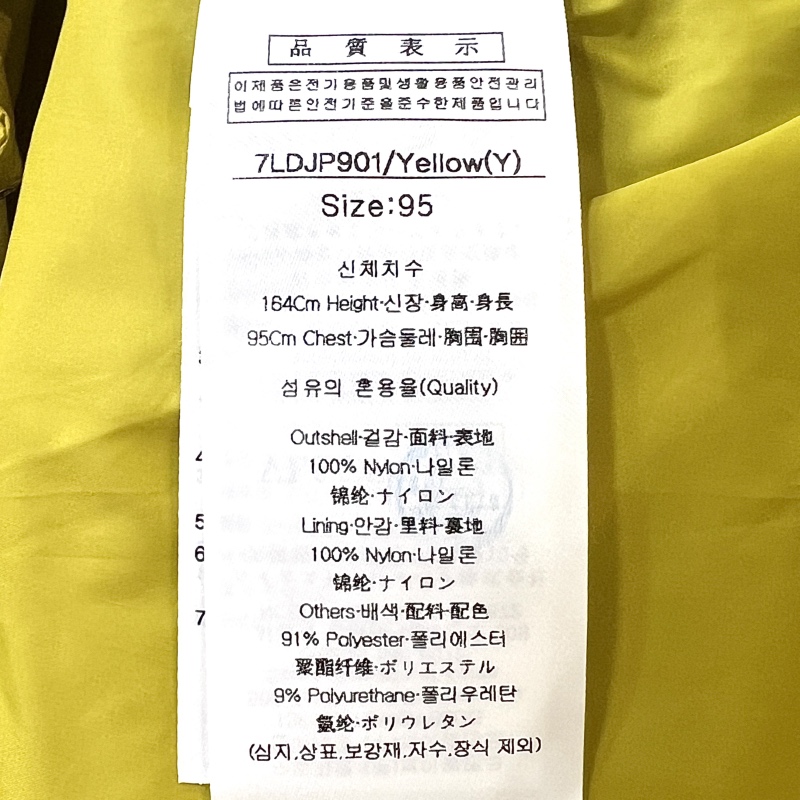 品 質 表 示
이제품은전기용품및생활용품안전관리
법에따른안전기준을준수한제품입니다
7LDJP901/Yellow(Y)
Size:95
신체치수
164Cm Height·신장·身高·身長
95Cm Chest·가슴둘레·胸围·胸囲
섬유의 혼용율(Quality)
Outshell·겉감·面料·表地
100% Nylon·나일론
锦纶·ナイロン
Lining·안감·里料·裏地
100% Nylon·나일론
锦纶·ナイロン
Others·배색·配料·配色
91% Polyester·폴리에스터
聚酯纤维·ポリエステル
9% Polyurethane·폴리우레탄
氨纶·ポリウレタン
(심지,상표,보강재,자수,장식 제외)
5
6
7